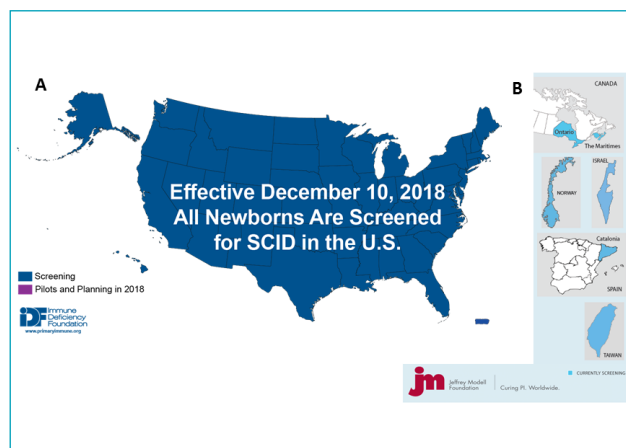 A
Effective December 10, 2018
All Newborns Are Screened
for SCID in the U.S.
Screening
Pilots and Planning in 2018
IDF Immune
Deficiency
Foundation
www.primaryimmune.org
B
CANADA
Ontario
The Maritimes
NORWAY
ISRAEL
Catalonia
SPAIN
TAIWAN
CURRENTLY SCREENING
jm Jeffrey Modell
Foundation
Curing PI. Worldwide.